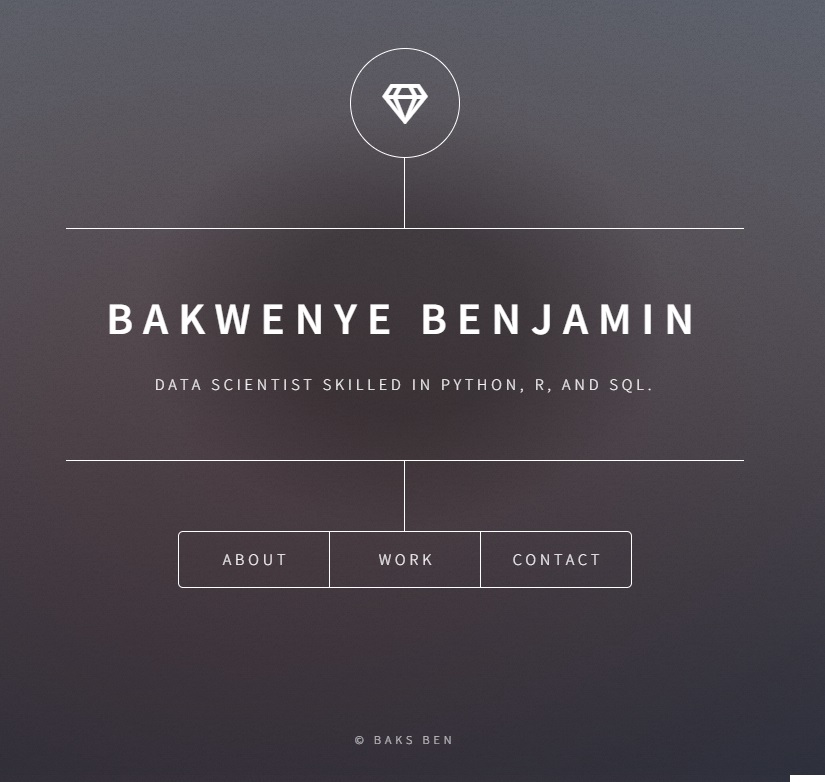 BAKWENYE BENJAMIN
DATA SCIENTIST SKILLED IN PYTHON, R, AND SQL.
ABOUT
WORK
CONTACT
© BAKS BEN